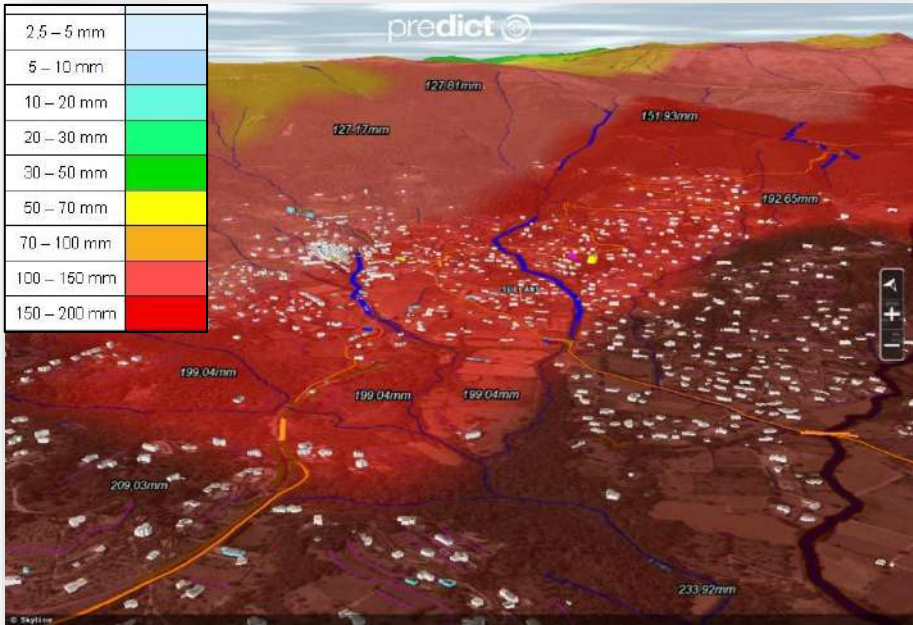 predict
2,5 – 5 mm
5 – 10 mm
10 – 20 mm
20 – 30 mm
30 – 50 mm
50 – 70 mm
70 – 100 mm
100 – 150 mm
150 – 200 mm
127,81mm
127,17mm
151,93mm
192,65mm
199,04mm
199,04mm
199,04mm
209,03mm
233,92mm
© Skyline